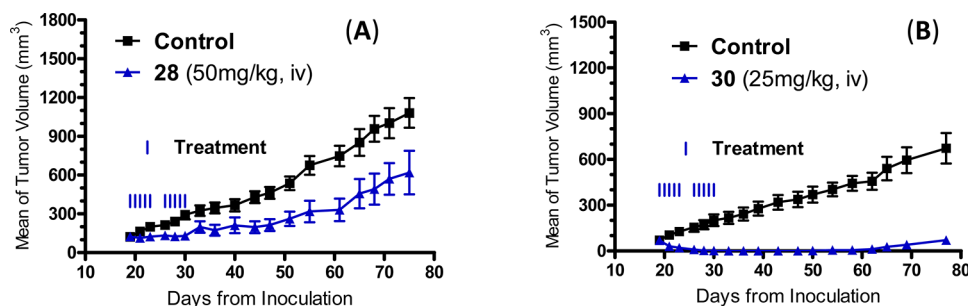 (A)
Control
28 (50mg/kg, iv)
Treatment
Mean of Tumor Volume (mm³)
1800
1500
1200
900
600
300
0
10 20 30 40 50 60 70 80
Days from Inoculation
(B)
Control
30 (25mg/kg, iv)
Treatment
Mean of Tumor Volume (mm³)
1500
1200
900
600
300
0
10 20 30 40 50 60 70 80
Days from Inoculation